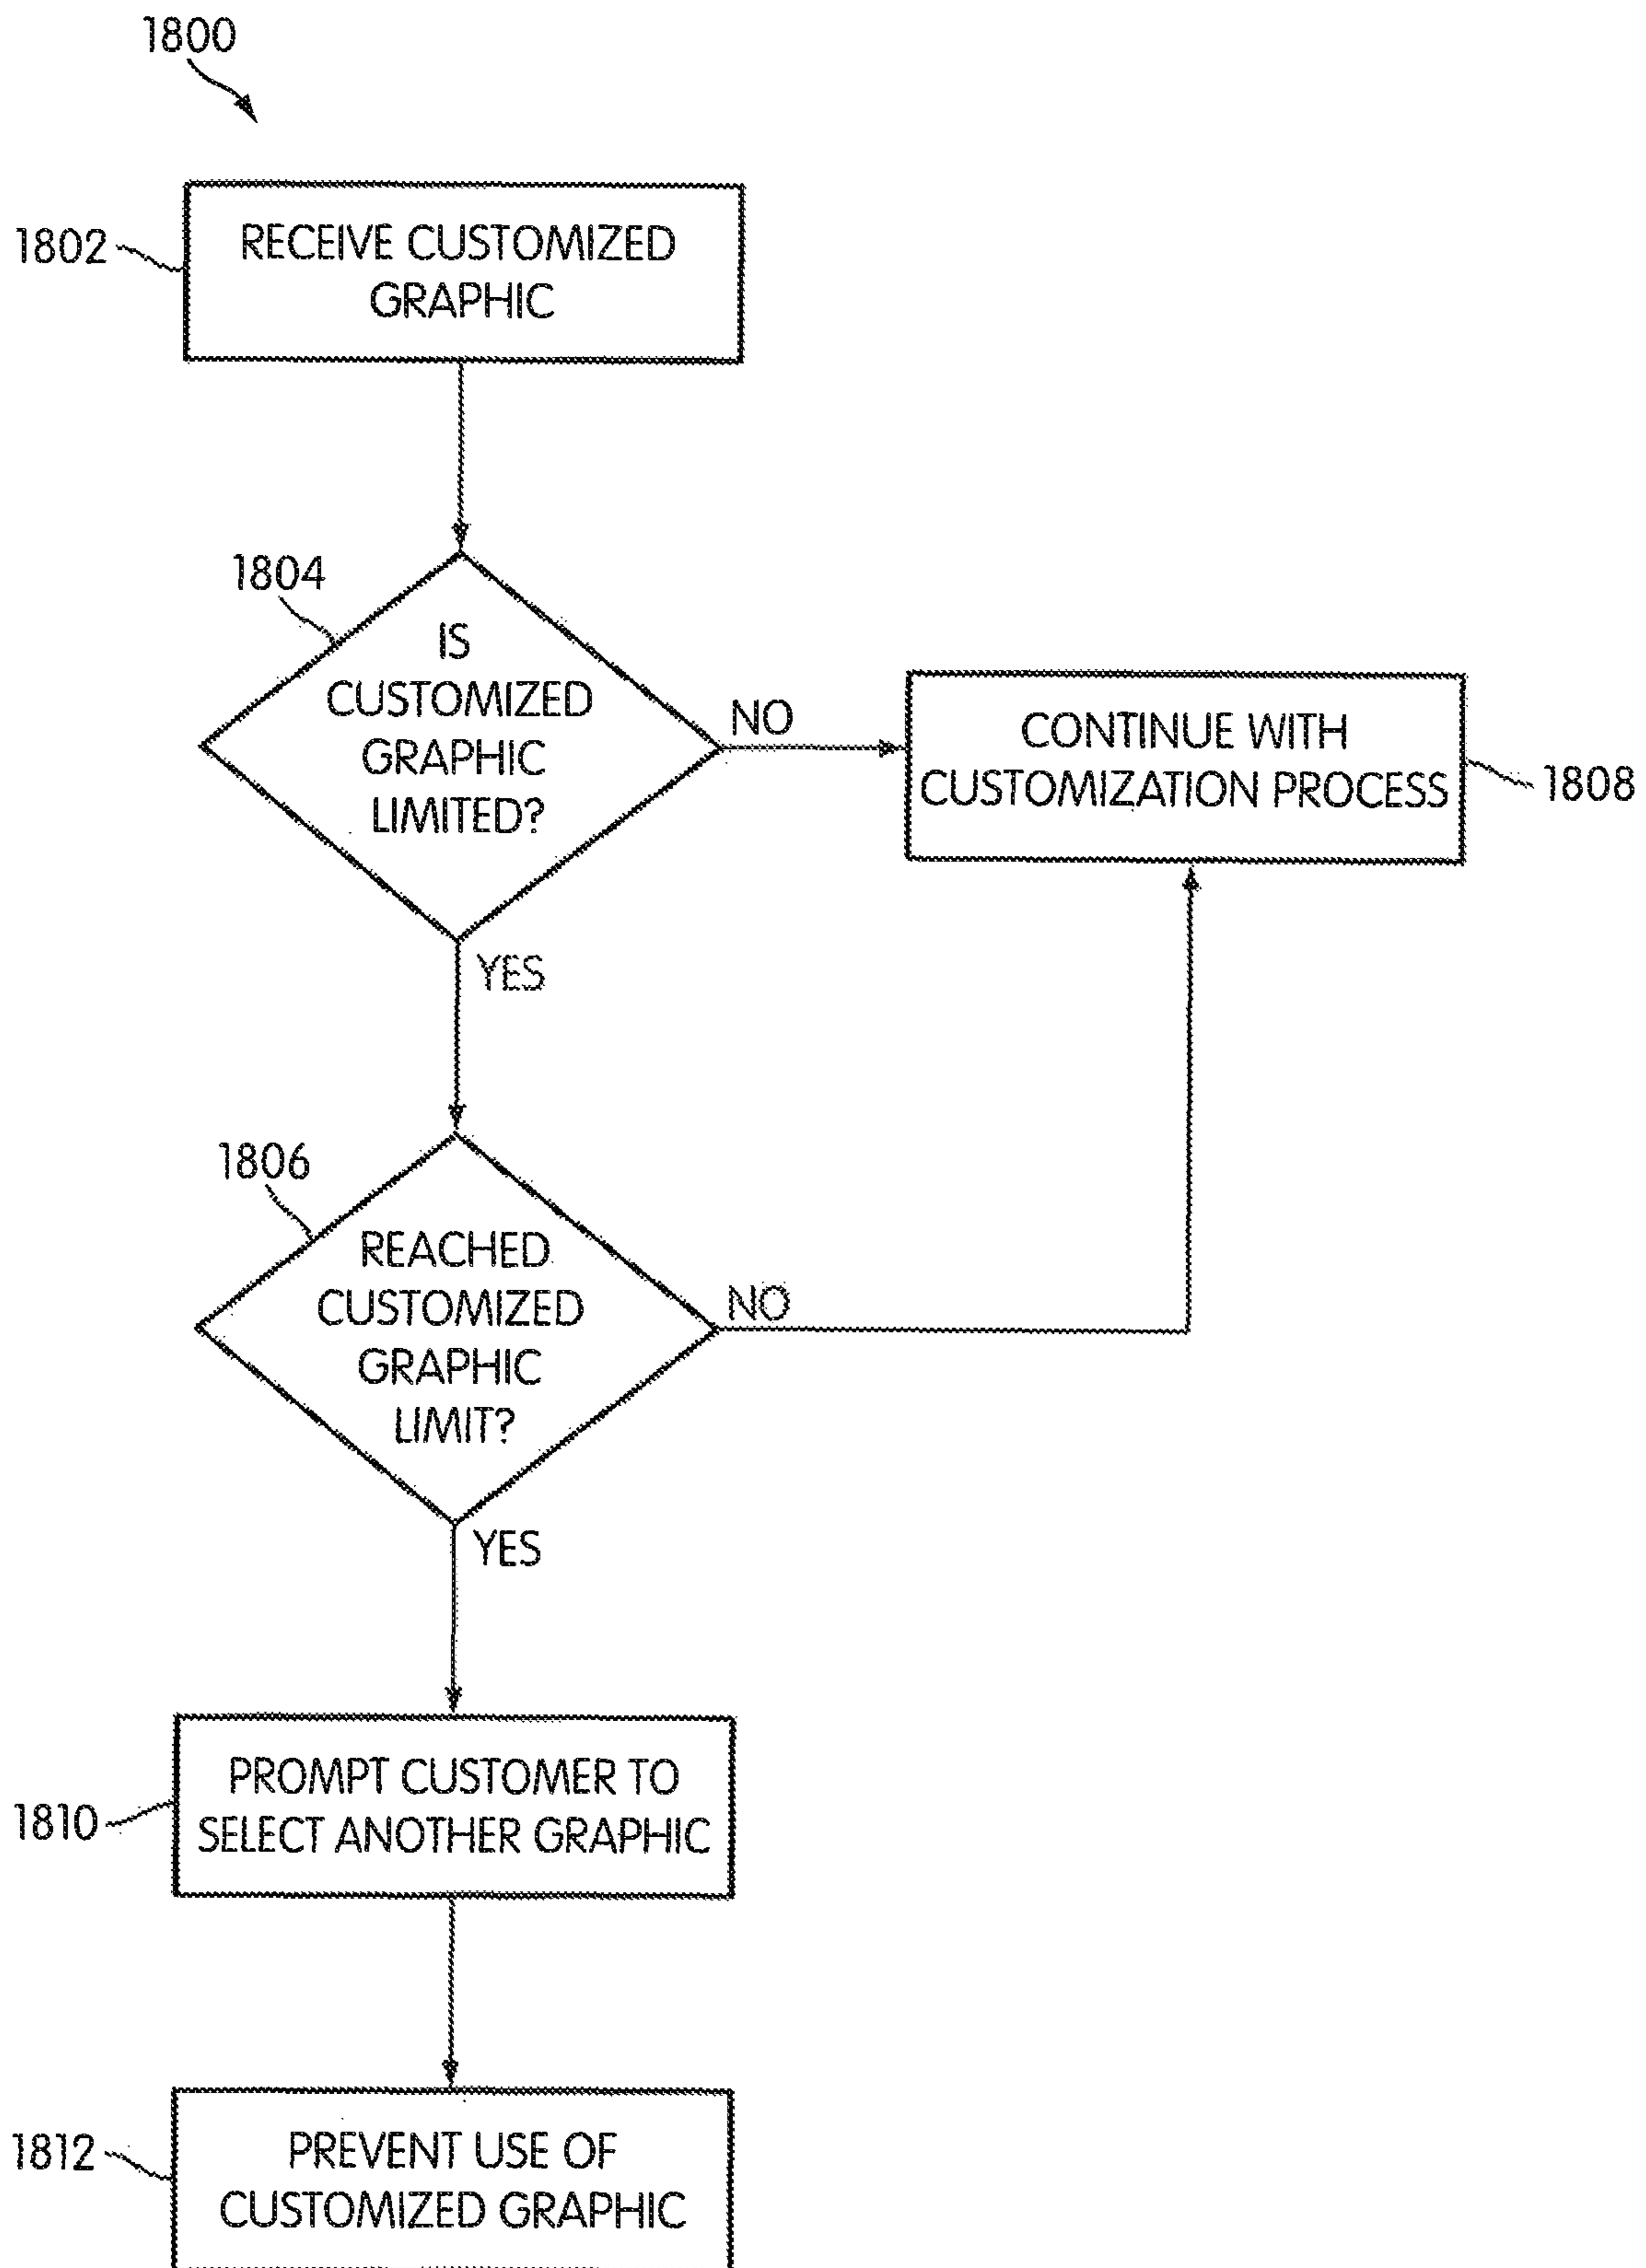 1800
1802
RECEIVE CUSTOMIZED
GRAPHIC
1804
IS
CUSTOMIZED
GRAPHIC
LIMITED?
NO
CONTINUE WITH
CUSTOMIZATION PROCESS
1808
YES
1806
REACHED
CUSTOMIZED
GRAPHIC
LIMIT?
NO
YES
1810
PROMPT CUSTOMER TO
SELECT ANOTHER GRAPHIC
1812
PREVENT USE OF
CUSTOMIZED GRAPHIC